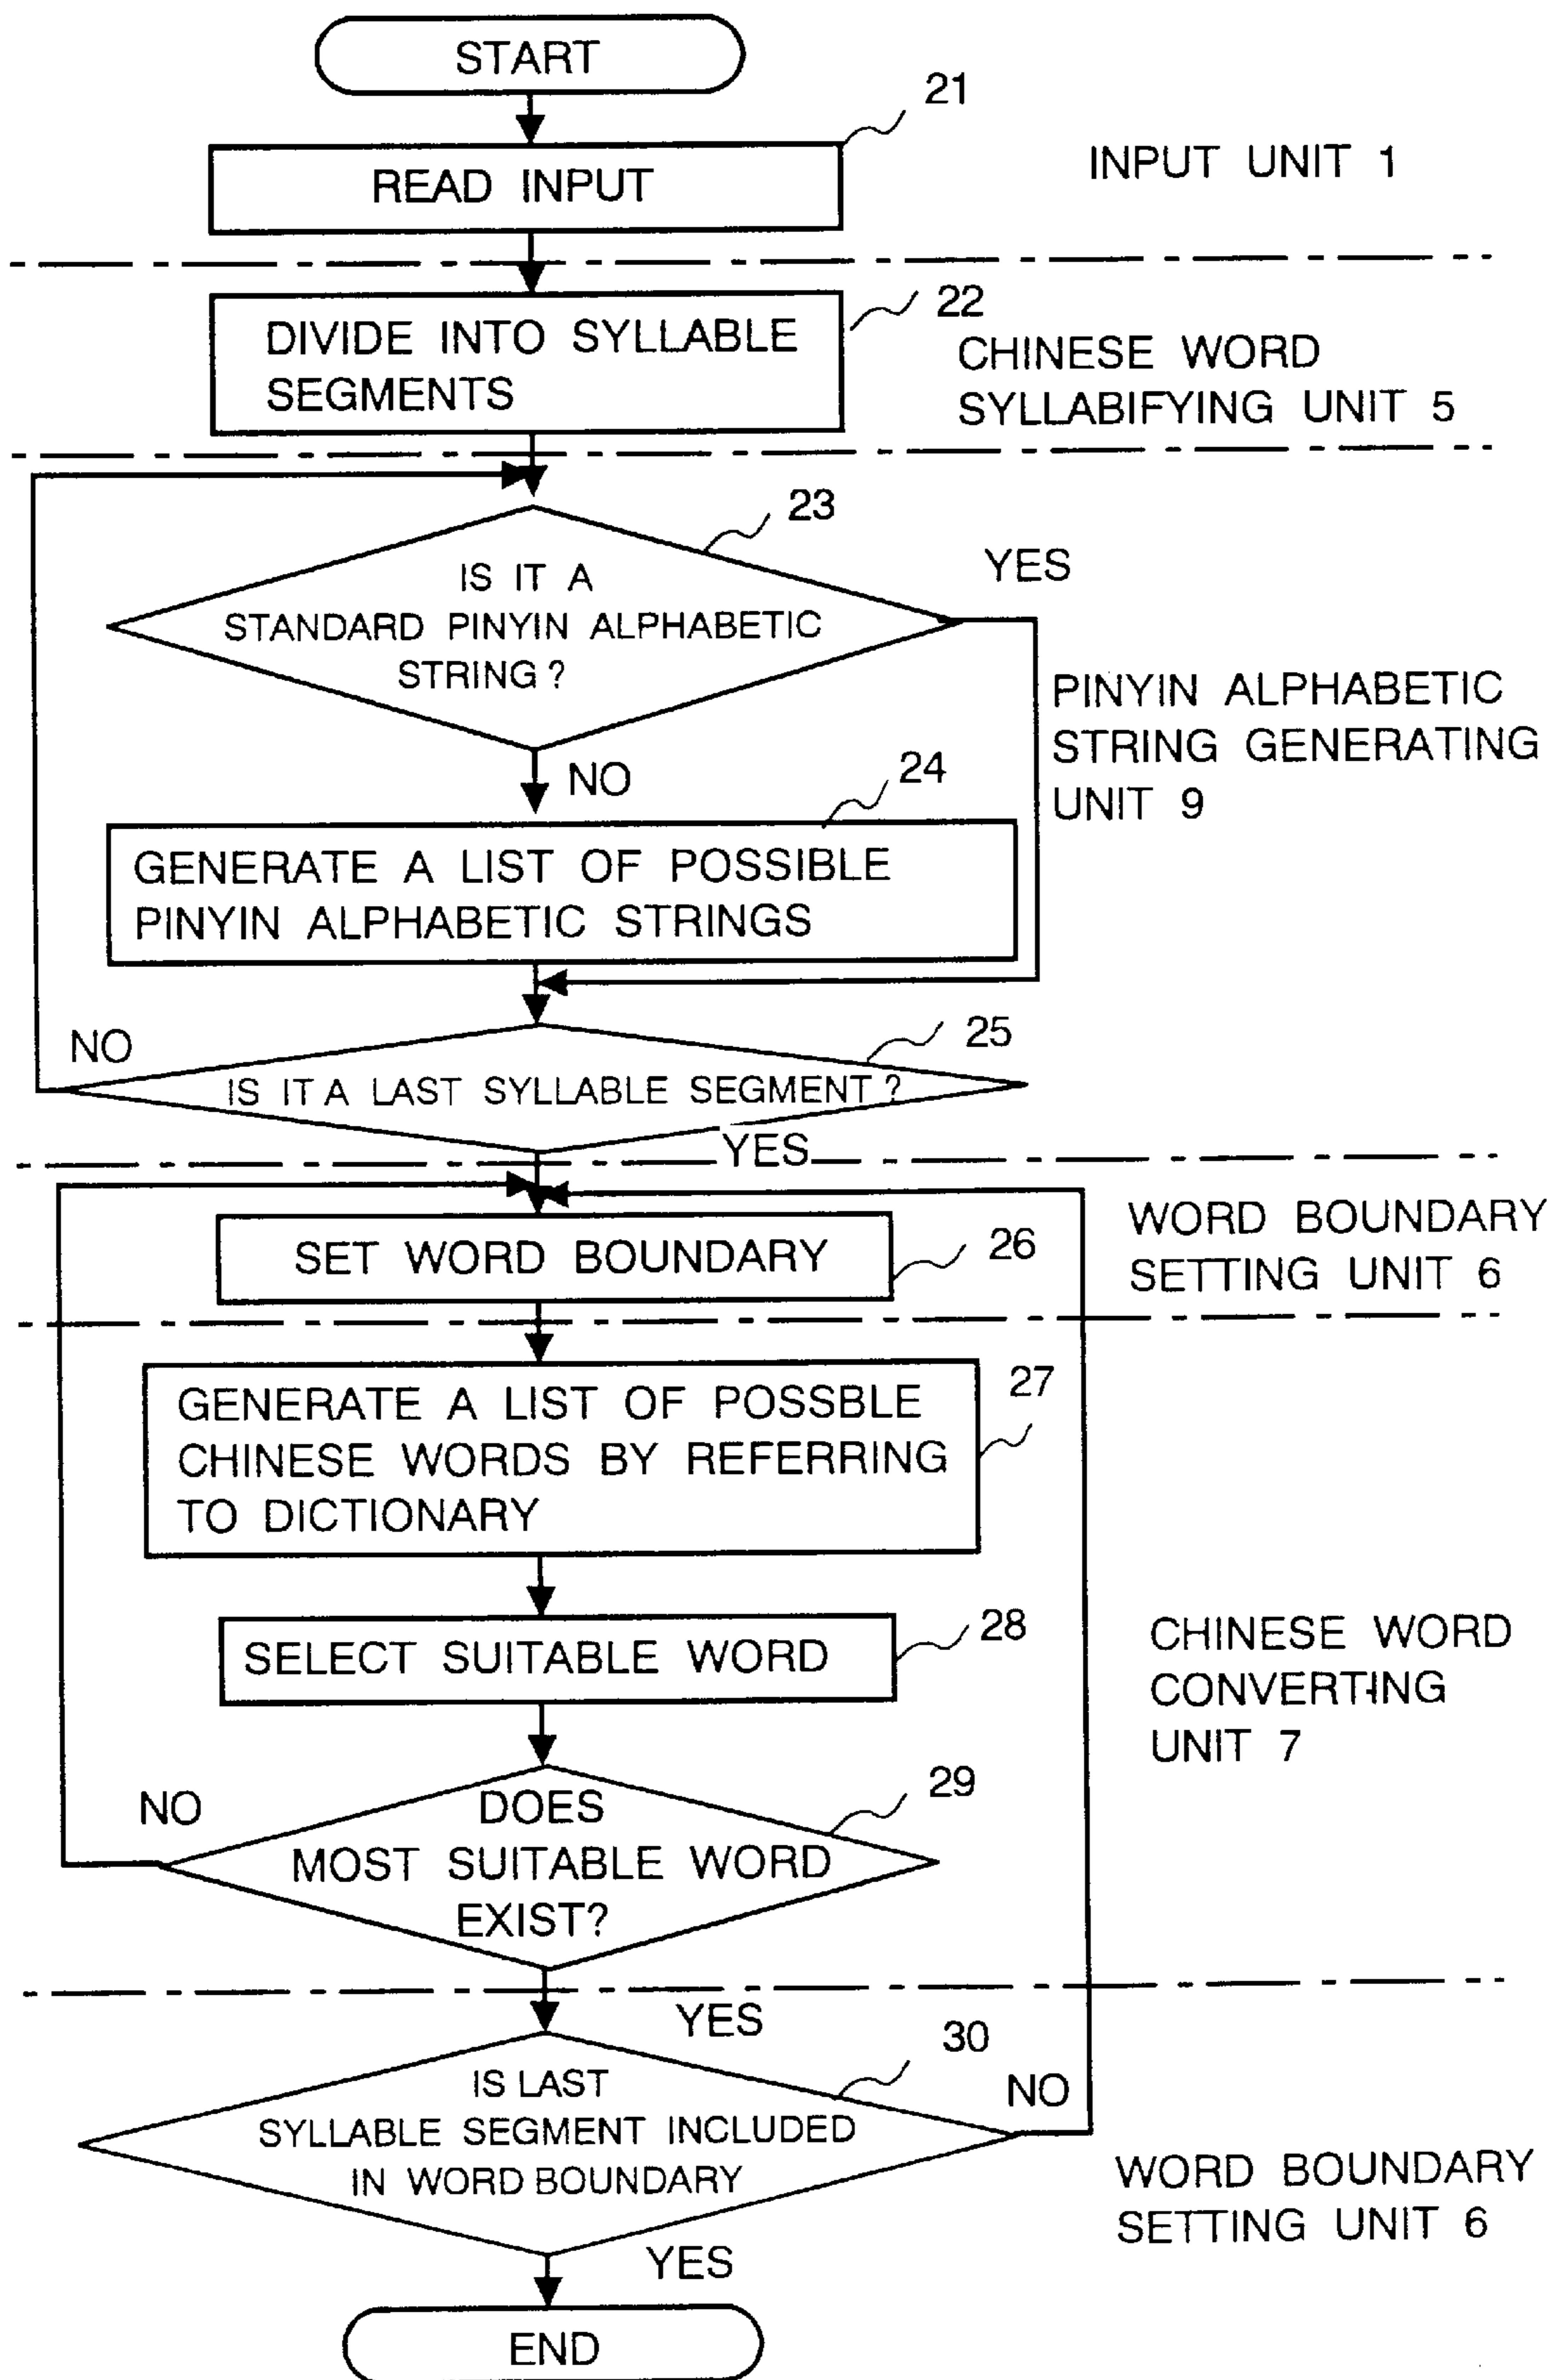 START
21
READ INPUT
INPUT UNIT 1
22
DIVIDE INTO SYLLABLE
SEGMENTS
CHINESE WORD
SYLLABIFYING UNIT 5
23
YES
IS IT A
STANDARD PINYIN ALPHABETIC
STRING?
PINYIN ALPHABETIC
STRING GENERATING
UNIT 9
NO
24
GENERATE A LIST OF POSSIBLE
PINYIN ALPHABETIC STRINGS
NO
25
IS IT A LAST SYLLABLE SEGMENT?
YES
SET WORD BOUNDARY
26
WORD BOUNDARY
SETTING UNIT 6
27
GENERATE A LIST OF POSSBLE
CHINESE WORDS BY REFERRING
TO DICTIONARY
28
SELECT SUITABLE WORD
CHINESE WORD
CONVERTING
UNIT 7
29
NO
DOES
MOST SUITABLE WORD
EXIST?
YES
30
IS LAST
SYLLABLE SEGMENT INCLUDED
IN WORD BOUNDARY
NO
WORD BOUNDARY
SETTING UNIT 6
YES
END